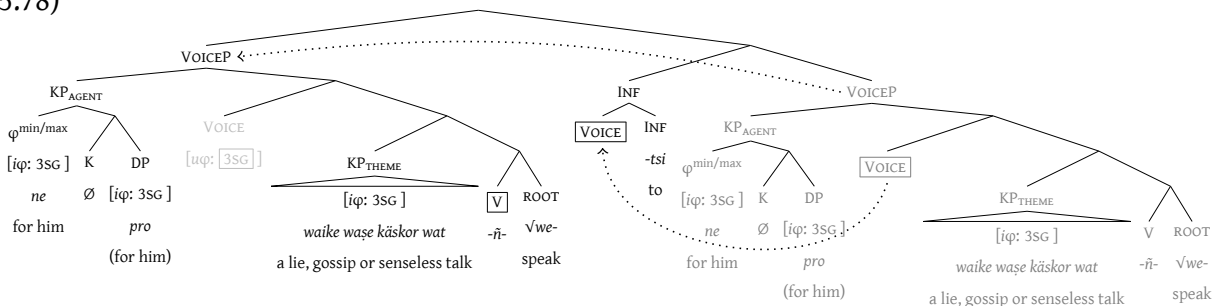 5.78)
VOICEP
KP_AGENT
φmin/max
[iφ: 3SG ]
ne
for him
K
Ø
DP
[iφ: 3SG ]
pro
(for him)
VOICE
[uφ: 3SG ]
KP_THEME
[iφ: 3SG ]
waike waṣe käskor wat
a lie, gossip or senseless talk
V
-ñ-
ROOT
√we-
speak
INF
VOICE
INF
-tsi
to
VOICEP
KP_AGENT
φmin/max
[iφ: 3SG ]
ne
for him
K
Ø
DP
[iφ: 3SG ]
pro
(for him)
VOICE
KP_THEME
[iφ: 3SG ]
waike waṣe käskor wat
a lie, gossip or senseless talk
V
-ñ-
ROOT
√we-
speak